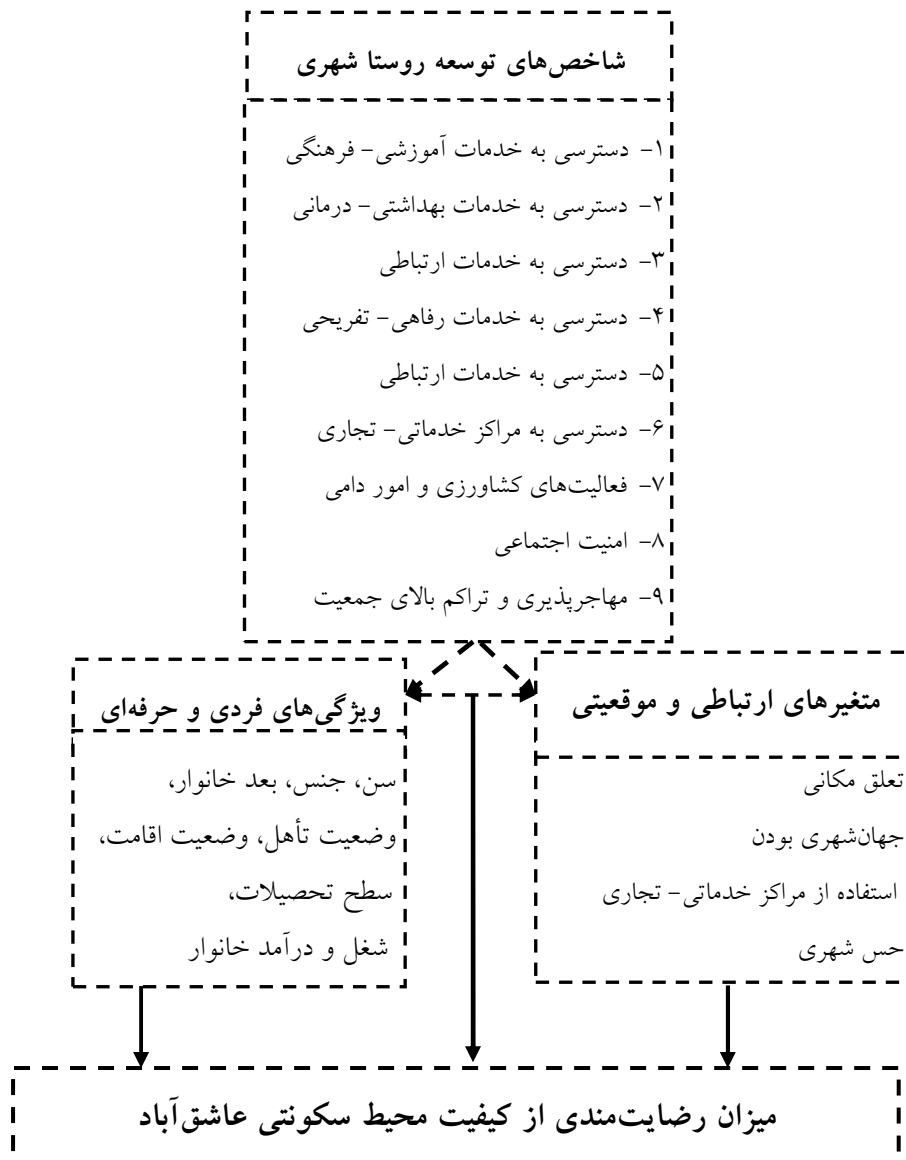 شاخص‌های توسعه روستا شهری
۱- دسترسی به خدمات آموزشی- فرهنگی
۲- دسترسی به خدمات بهداشتی- درمانی
۳- دسترسی به خدمات ارتباطی
۴- دسترسی به خدمات رفاهی- تفریحی
۵- دسترسی به خدمات ارتباطی
۶- دسترسی به مراکز خدماتی- تجاری
۷- فعالیت‌های کشاورزی و امور دامی
۸- امنیت اجتماعی
۹- مهاجرپذیری و تراکم بالای جمعیت
متغیرهای ارتباطی و موقعیتی
تعلق مکانی
جهان‌شهری بودن
استفاده از مراکز خدماتی- تجاری
حس شهری
ویژگی‌های فردی و حرفه‌ای
سن، جنس، بعد خانوار،
وضعیت تأهل، وضعیت اقامت،
سطح تحصیلات،
شغل و درآمد خانوار
میزان رضایت‌مندی از کیفیت محیط سکونتی عاشق‌آباد